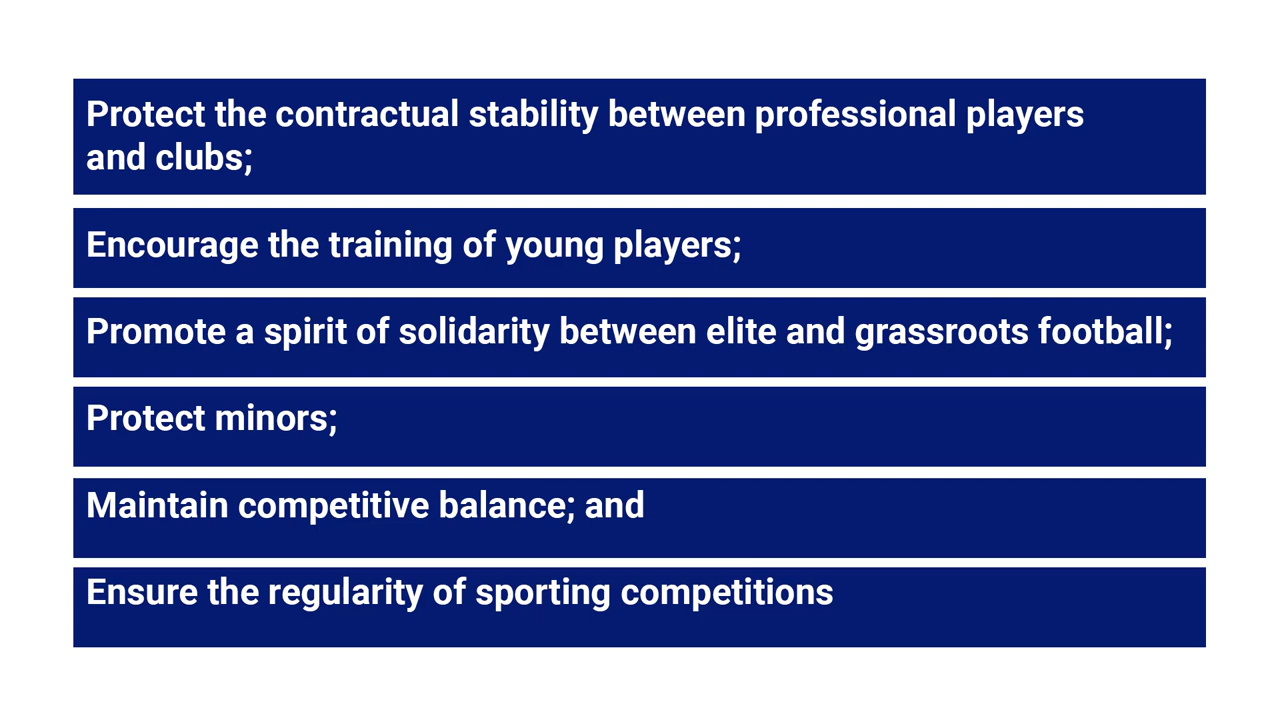 Protect the contractual stability between professional players
and clubs;
Encourage the training of young players;
Promote a spirit of solidarity between elite and grassroots football;
Protect minors;
Maintain competitive balance; and
Ensure the regularity of sporting competitions